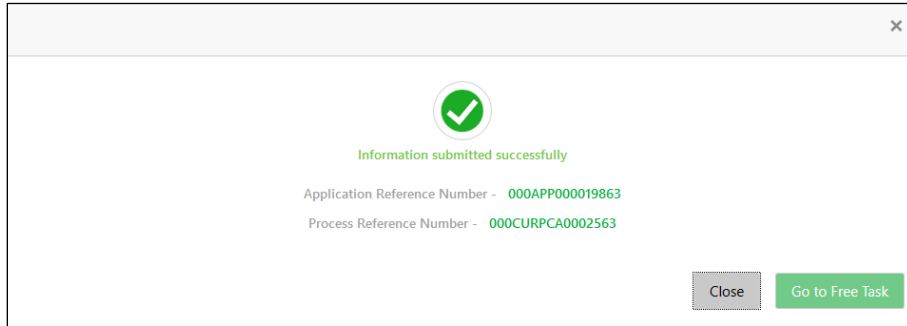 ×
Information submitted successfully
Application Reference Number - 000APP000019863
Process Reference Number - 000CURPCA0002563
Close Go to Free Task